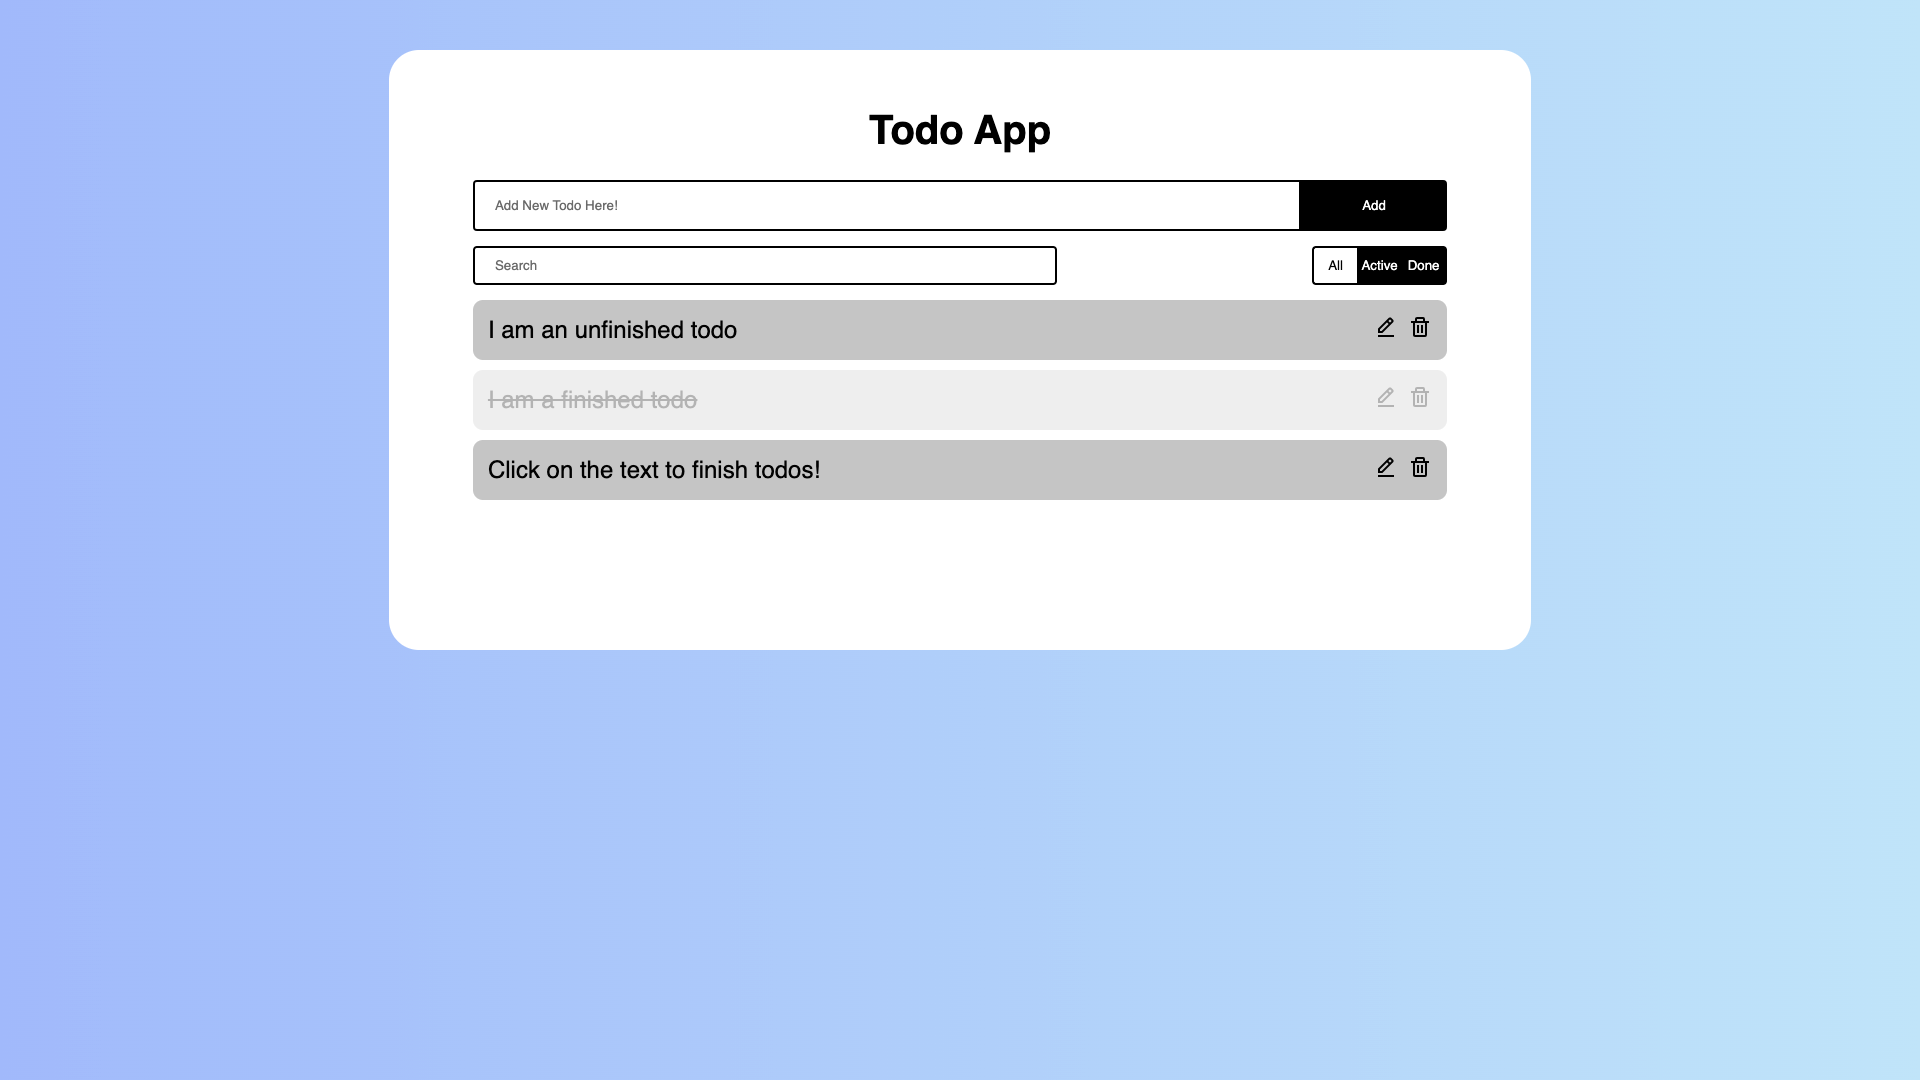 Todo App
Add New Todo Here!
Add
Search
All
Active
Done
I am an unfinished todo
I am a finished todo
Click on the text to finish todos!